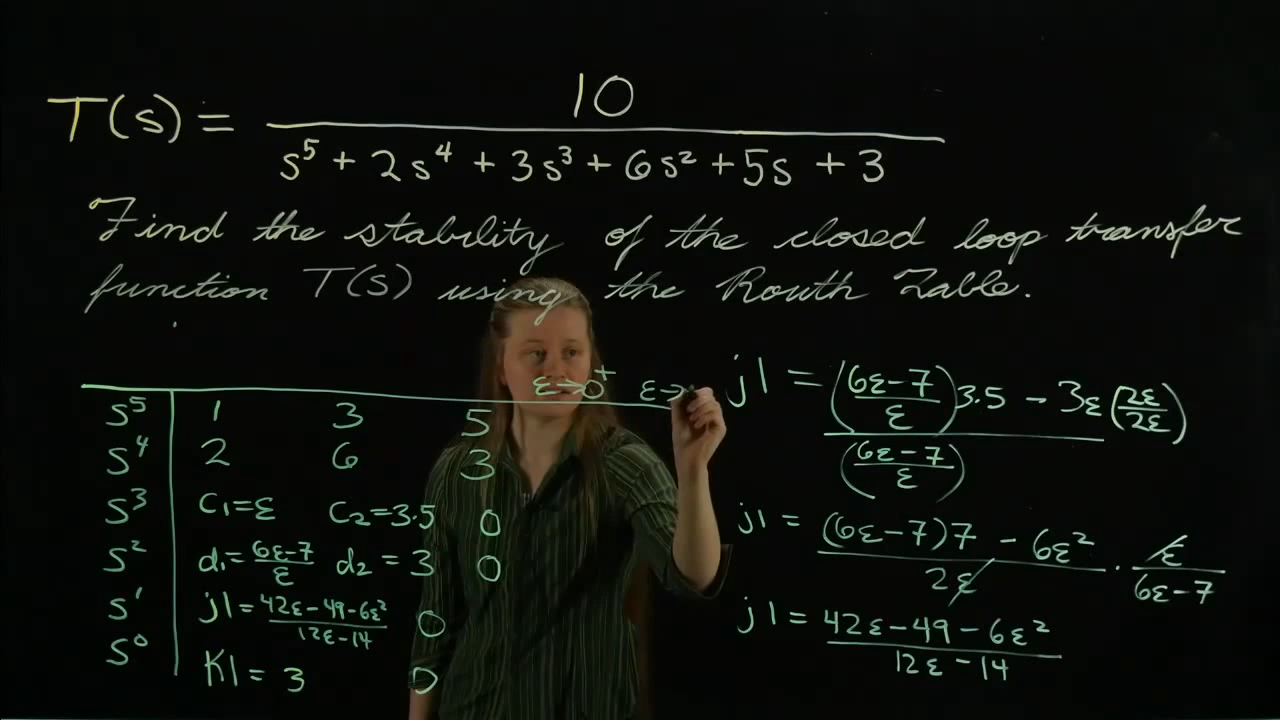 10
T(s) =
s⁵ + 2s⁴ + 3s³ + 6s² + 5s + 3
Find the stability of the closed loop transfer
function T(s) using the Routh Table.
ε→0⁺ ε→
s⁵ 1 3 5
s⁴ 2 6 3
s³ c₁=ε c₂=3.5 0
s² d₁=(6ε-7)/ε d₂=3 0
s¹ j1=(42ε-49-6ε²)/(12ε-14) 0
s⁰ K1=3 0
j1 = (((6ε-7)/ε)3.5 - 3ε(2ε/2ε))/((6ε-7)/ε)
j1 = ((6ε-7)7 - 6ε²)/2ε · ε/(6ε-7)
j1 = (42ε-49-6ε²)/(12ε-14)